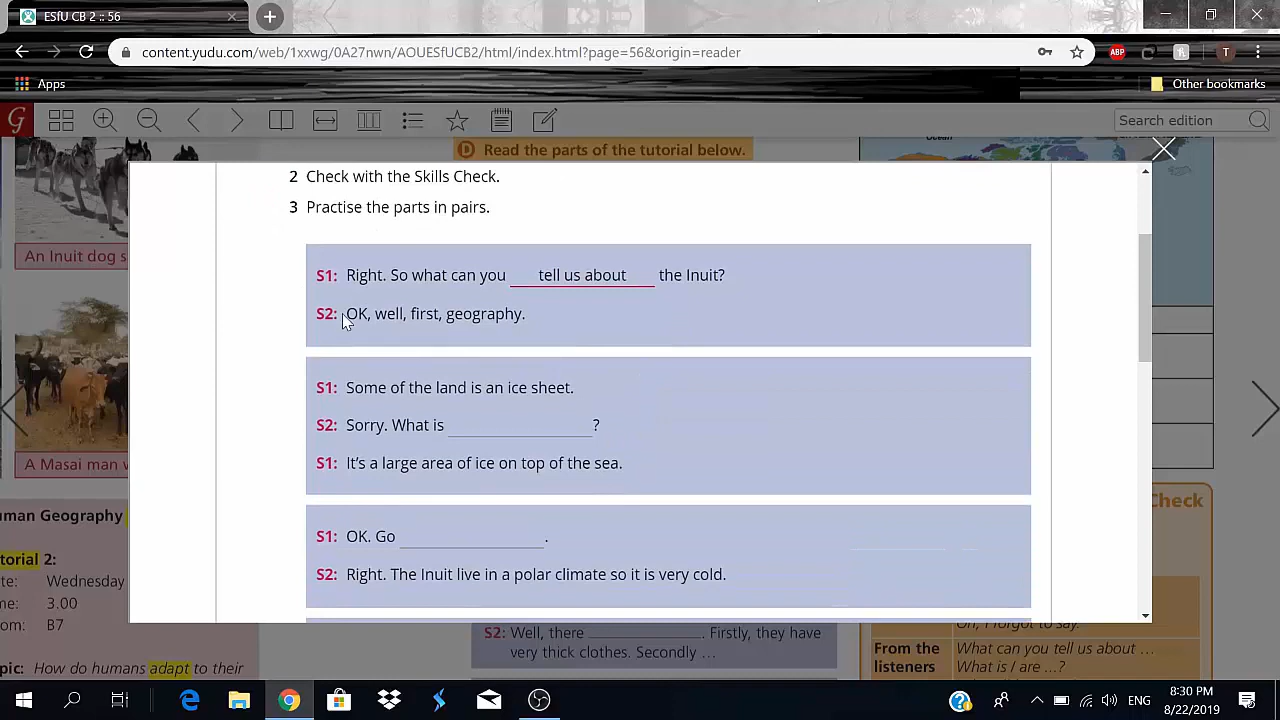 ESfU CB 2 :: 56
content.yudu.com/web/1xxwg/0A27nwn/AOUESfUCB2/html/index.html?page=56&origin=reader
ABP
T
Apps
Other bookmarks
G
Search edition
D Read the parts of the tutorial below.
2 Check with the Skills Check.
3 Practise the parts in pairs.
An Inuit dog s
S1: Right. So what can you tell us about the Inuit?
S2: OK, well, first, geography.
S1: Some of the land is an ice sheet.
S2: Sorry. What is ____________ ?
S1: It's a large area of ice on top of the sea.
A Masai man w
Check
uman Geography
S1: OK. Go ____________ .
S2: Right. The Inuit live in a polar climate so it is very cold.
torial 2:
te: Wednesday
me: 3.00
om: B7
pic: How do humans adapt to their
S2: Well, there ____________. Firstly, they have
very thick clothes. Secondly ...
Oh, I forgot to say.
From the listeners
What can you tell us about ...
What is / are ...?
ENG
8:30 PM
8/22/2019